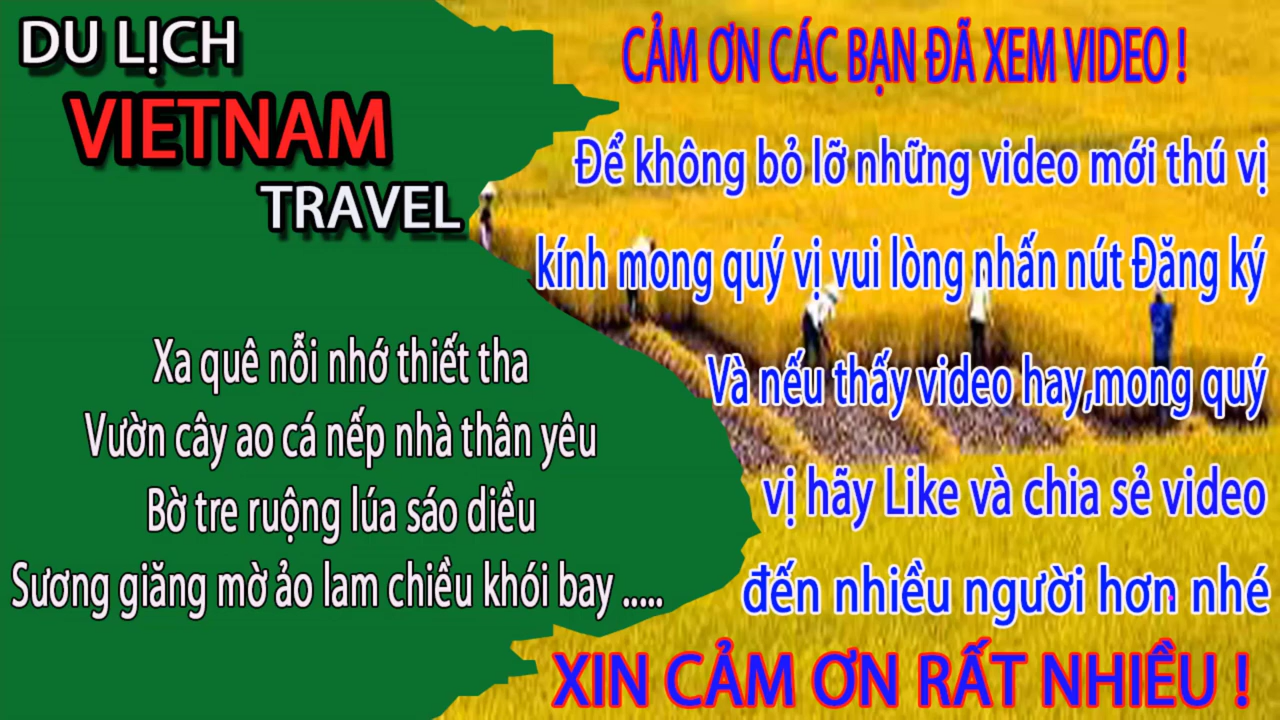 DU LỊCH
VIETNAM
TRAVEL
Xa quê nỗi nhớ thiết tha
Vườn cây ao cá nếp nhà thân yêu
Bờ tre ruộng lúa sáo diều
Sương giăng mờ ảo lam chiều khói bay .....
CẢM ƠN CÁC BẠN ĐÃ XEM VIDEO !
Để không bỏ lỡ những video mới thú vị
kính mong quý vị vui lòng nhấn nút Đăng ký
Và nếu thấy video hay,mong quý
vị hãy Like và chia sẻ video
đến nhiều người hơn nhé
XIN CẢM ƠN RẤT NHIỀU !